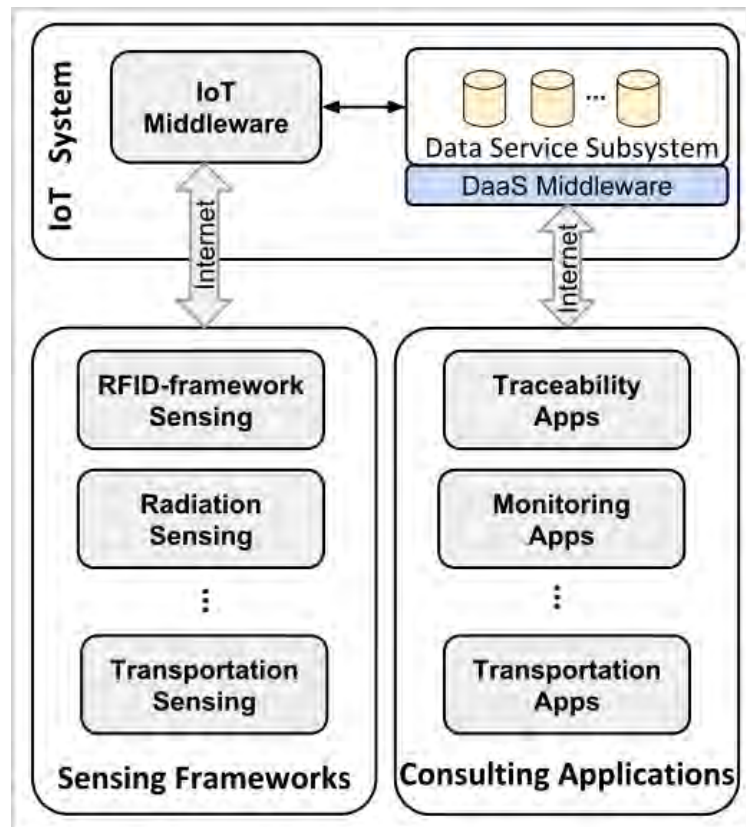 IoT System
IoT
Middleware
...
Data Service Subsystem
DaaS Middleware
Internet
Internet
RFID-framework
Sensing
Radiation
Sensing
...
Transportation
Sensing
Sensing Frameworks
Traceability
Apps
Monitoring
Apps
...
Transportation
Apps
Consulting Applications